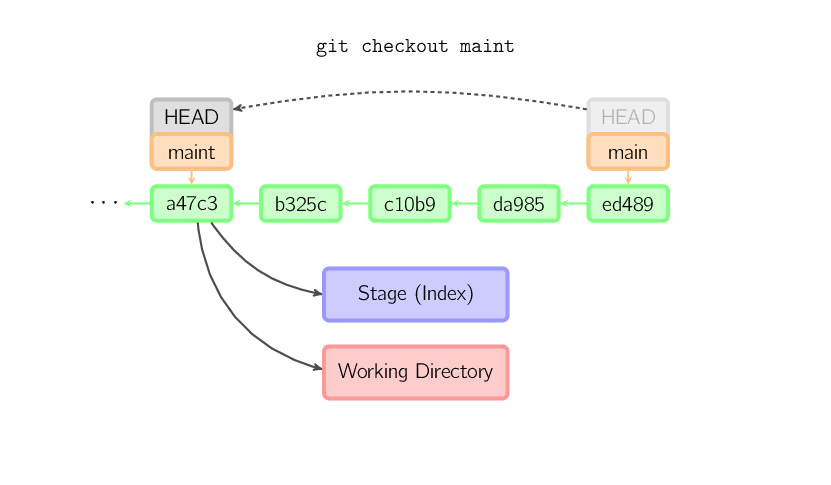 git checkout maint
HEAD
HEAD
maint
main
... a47c3 b325c c10b9 da985 ed489
Stage (Index)
Working Directory